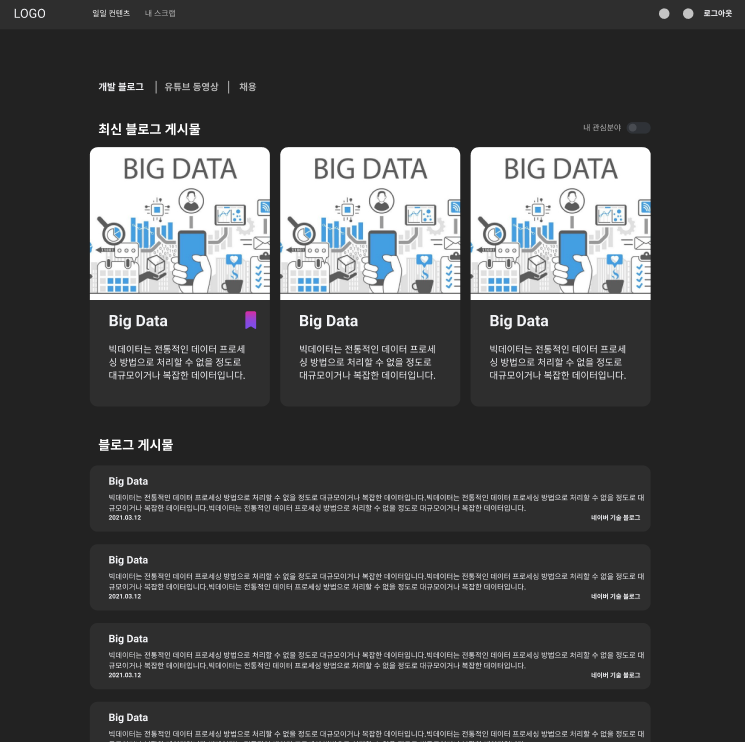 LOGO
일일 컨텐츠
내 스크랩
로그아웃
개발 블로그
유튜브 동영상
채용
최신 블로그 게시물
내 관심분야
BIG DATA
BIG DATA
BIG DATA
Big Data
빅데이터는 전통적인 데이터 프로세
싱 방법으로 처리할 수 없을 정도로
대규모이거나 복잡한 데이터입니다.
Big Data
빅데이터는 전통적인 데이터 프로세
싱 방법으로 처리할 수 없을 정도로
대규모이거나 복잡한 데이터입니다.
Big Data
빅데이터는 전통적인 데이터 프로세
싱 방법으로 처리할 수 없을 정도로
대규모이거나 복잡한 데이터입니다.
블로그 게시물
Big Data
빅데이터는 전통적인 데이터 프로세싱 방법으로 처리할 수 없을 정도로 대규모이거나 복잡한 데이터입니다.빅데이터는 전통적인 데이터 프로세싱 방법으로 처리할 수 없을 정도로 대
규모이거나 복잡한 데이터입니다.빅데이터는 전통적인 데이터 프로세싱 방법으로 처리할 수 없을 정도로 대규모이거나 복잡한 데이터입니다.
2021.03.12
네이버 기술 블로그
Big Data
빅데이터는 전통적인 데이터 프로세싱 방법으로 처리할 수 없을 정도로 대규모이거나 복잡한 데이터입니다.빅데이터는 전통적인 데이터 프로세싱 방법으로 처리할 수 없을 정도로 대
규모이거나 복잡한 데이터입니다.빅데이터는 전통적인 데이터 프로세싱 방법으로 처리할 수 없을 정도로 대규모이거나 복잡한 데이터입니다.
2021.03.12
네이버 기술 블로그
Big Data
빅데이터는 전통적인 데이터 프로세싱 방법으로 처리할 수 없을 정도로 대규모이거나 복잡한 데이터입니다.빅데이터는 전통적인 데이터 프로세싱 방법으로 처리할 수 없을 정도로 대
규모이거나 복잡한 데이터입니다.빅데이터는 전통적인 데이터 프로세싱 방법으로 처리할 수 없을 정도로 대규모이거나 복잡한 데이터입니다.
2021.03.12
네이버 기술 블로그
Big Data
빅데이터는 전통적인 데이터 프로세싱 방법으로 처리할 수 없을 정도로 대규모이거나 복잡한 데이터입니다.빅데이터는 전통적인 데이터 프로세싱 방법으로 처리할 수 없을 정도로 대